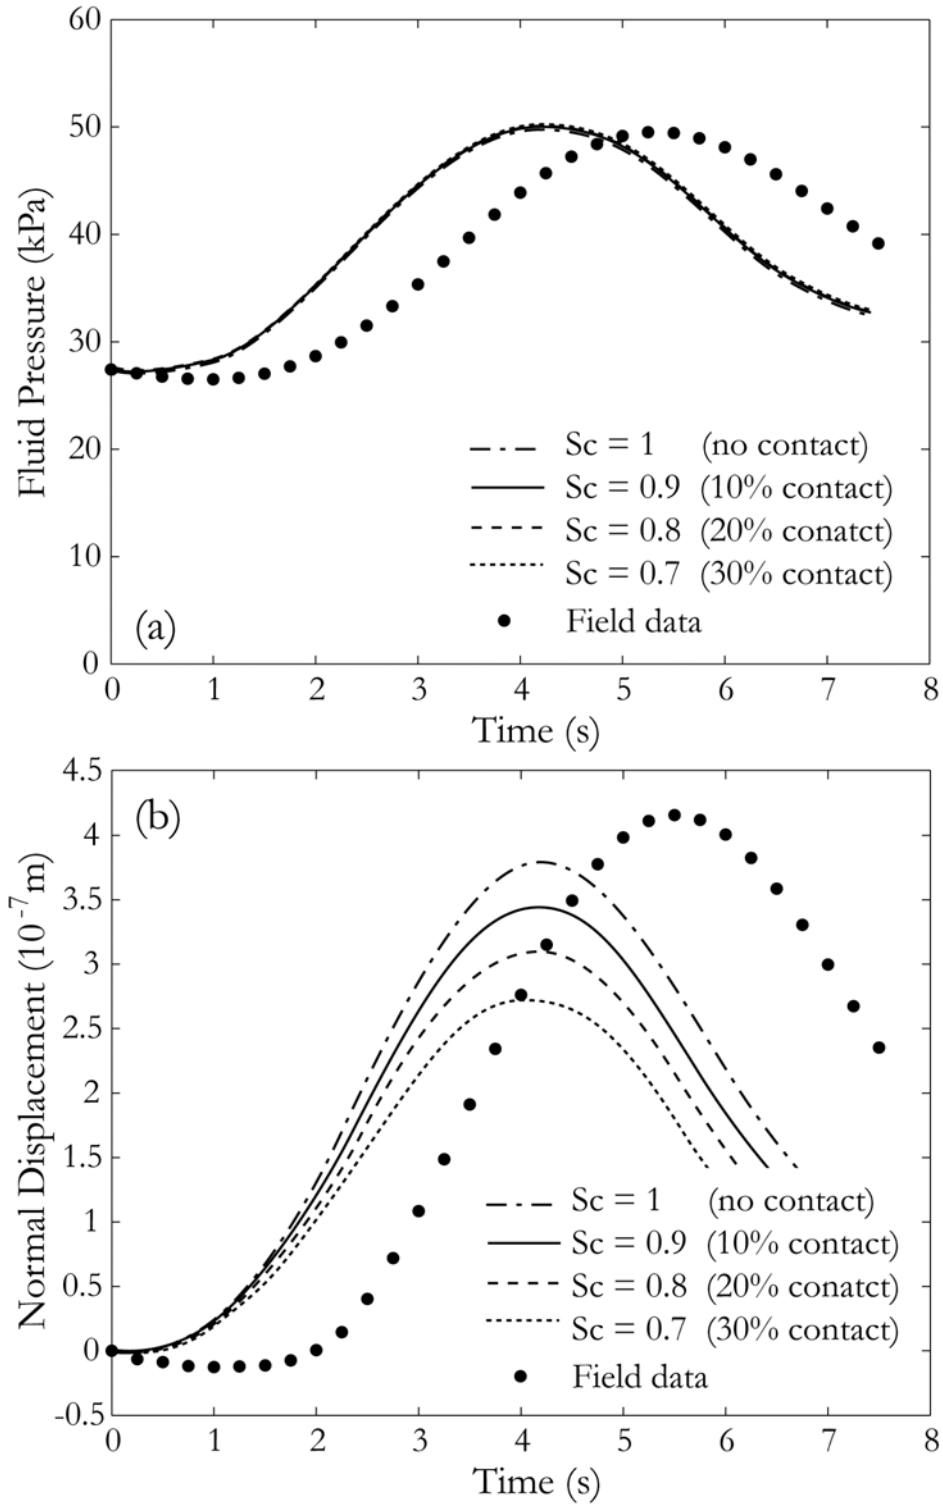 60
50
40
30
20
10
0
Fluid Pressure (kPa)
Sc = 1 (no contact)
Sc = 0.9 (10% contact)
Sc = 0.8 (20% conatct)
Sc = 0.7 (30% contact)
Field data
(a)
0 1 2 3 4 5 6 7 8
Time (s)
4.5
4
3.5
3
2.5
2
1.5
1
0.5
0
-0.5
Normal Displacement (10⁻⁷m)
(b)
Sc = 1 (no contact)
Sc = 0.9 (10% contact)
Sc = 0.8 (20% conatct)
Sc = 0.7 (30% contact)
Field data
0 1 2 3 4 5 6 7 8
Time (s)